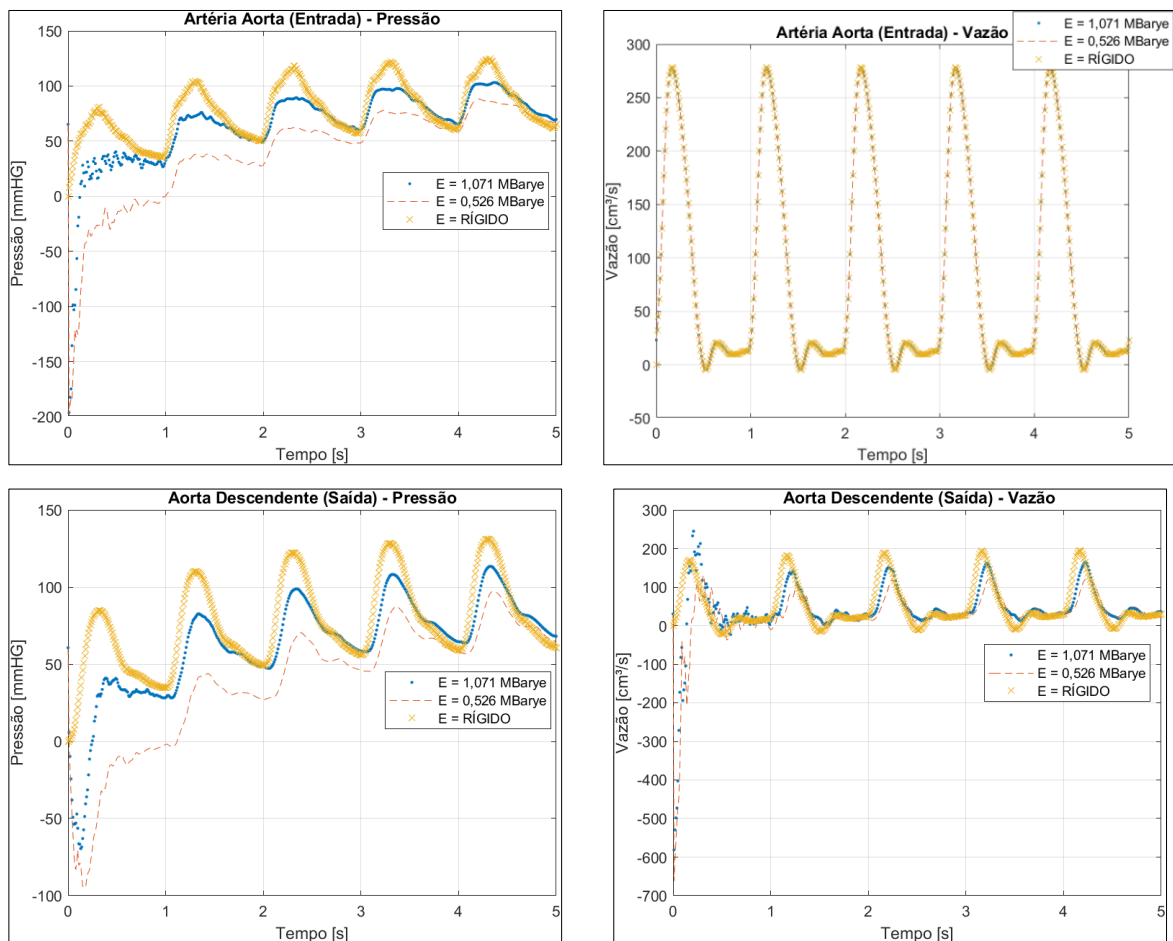 Artéria Aorta (Entrada) - Pressão
150
100
50
0
-50
-100
-150
-200
Pressão [mmHG]
E = 1,071 MBarye
E = 0,526 MBarye
E = RÍGIDO
0 1 2 3 4 5
Tempo [s]
Artéria Aorta (Entrada) - Vazão
E = 1,071 MBarye
E = 0,526 MBarye
E = RÍGIDO
300
250
200
150
100
50
0
-50
Vazão [cm³/s]
0 1 2 3 4 5
Tempo [s]
Aorta Descendente (Saída) - Pressão
150
100
50
0
-50
-100
Pressão [mmHG]
E = 1,071 MBarye
E = 0,526 MBarye
E = RÍGIDO
0 1 2 3 4 5
Tempo [s]
Aorta Descendente (Saída) - Vazão
300
200
100
0
-100
-200
-300
-400
-500
-600
-700
Vazão [cm³/s]
E = 1,071 MBarye
E = 0,526 MBarye
E = RÍGIDO
0 1 2 3 4 5
Tempo [s]